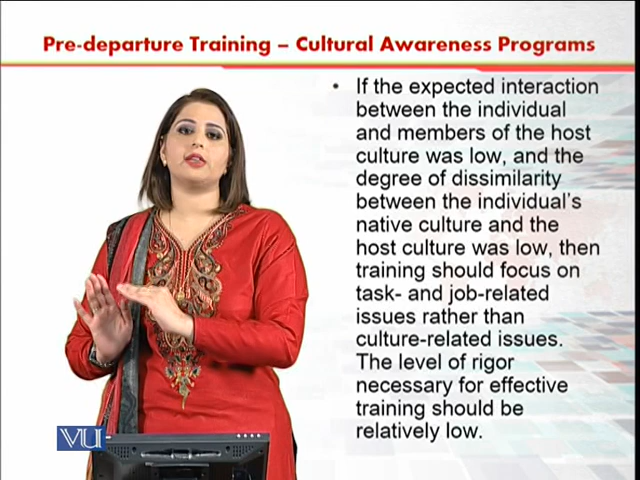 Pre-departure Training – Cultural Awareness Programs
• If the expected interaction
between the individual
and members of the host
culture was low, and the
degree of dissimilarity
between the individual's
native culture and the
host culture was low, then
training should focus on
task- and job-related
issues rather than
culture-related issues.
The level of rigor
necessary for effective
training should be
relatively low.
VU